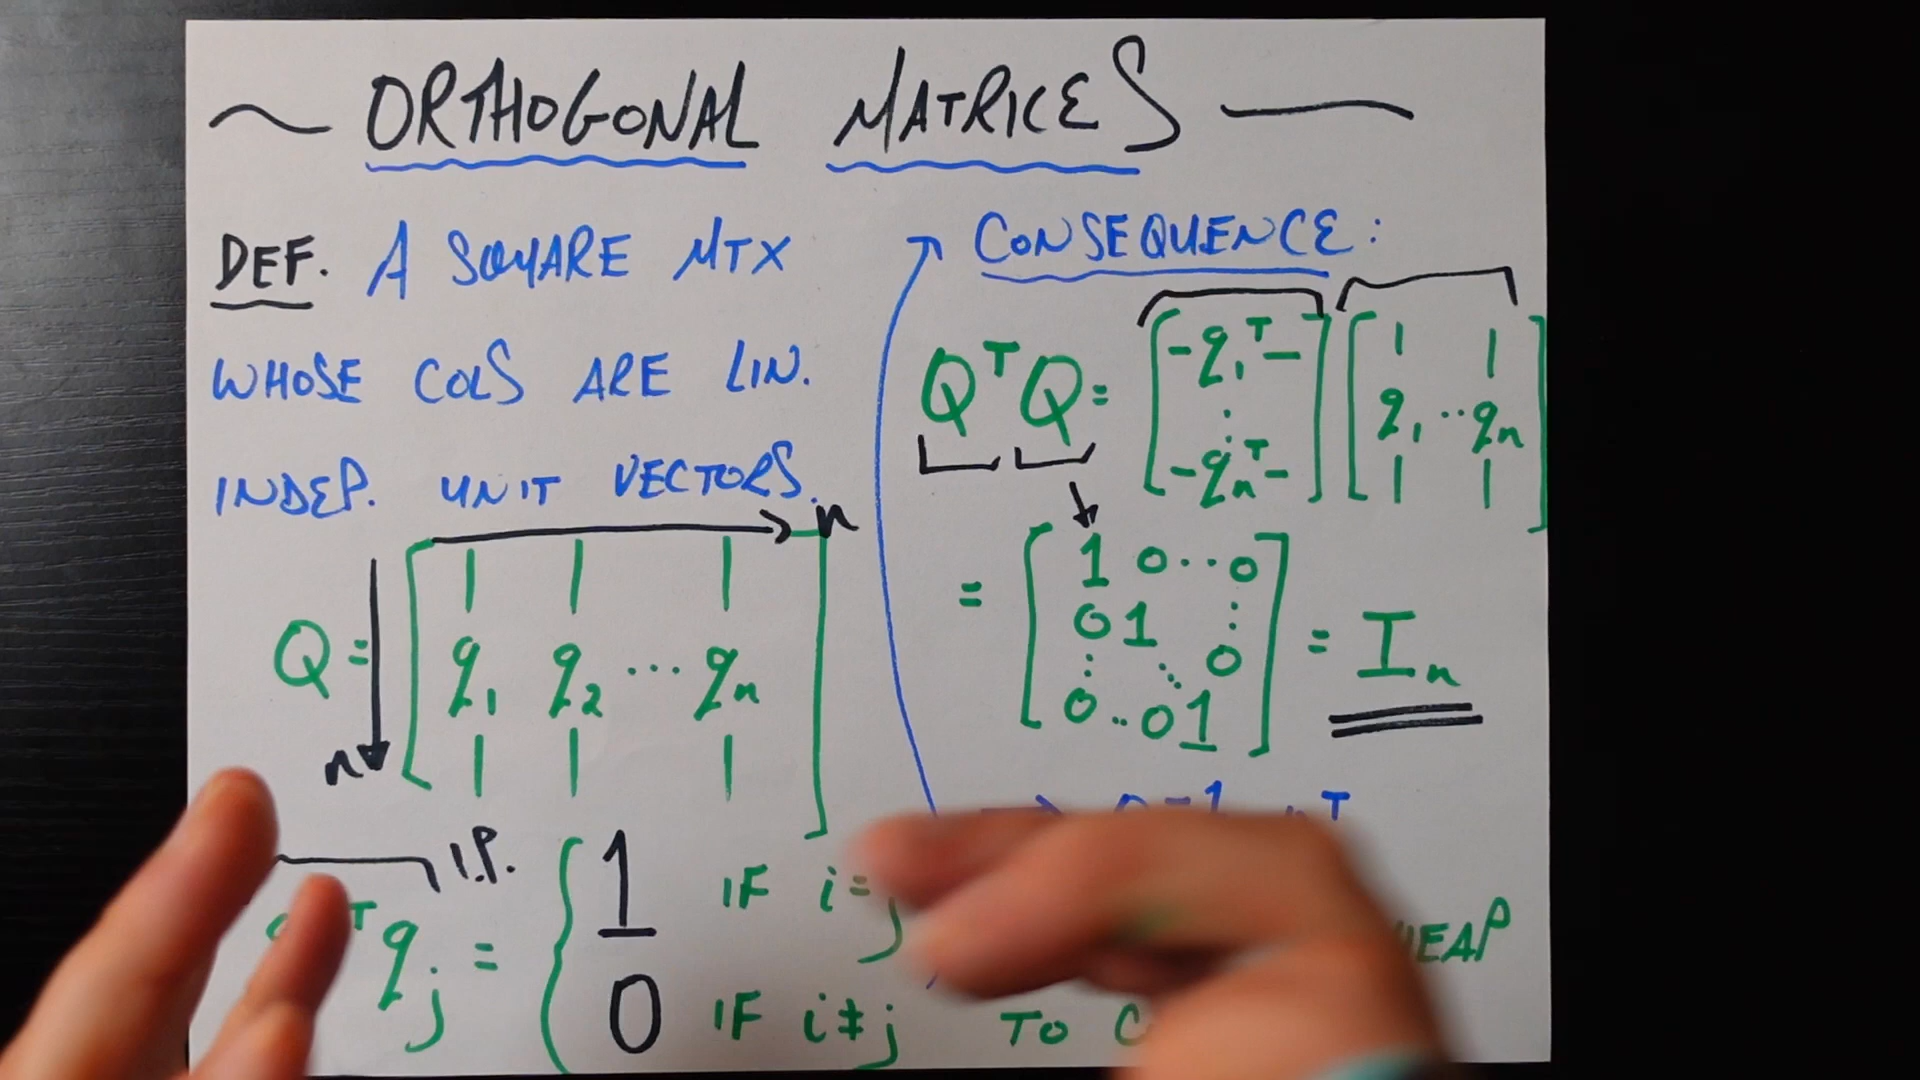 ~ ORTHOGONAL MATRICES —
DEF. A SQUARE MTX
WHOSE COLS ARE LIN.
INDEP. UNIT VECTORS.
n
Q = [ q₁ q₂ ... qₙ ]
n
I.P.
ᵀ qⱼ = { 1 IF i =
0 IF i ≠ j
CONSEQUENCE:
QᵀQ = [ -q₁ᵀ- ⋮ -qₙᵀ- ] [ q₁ ·· qₙ ]
= [ 1 0 ·· 0
0 1 ⋮
⋮ ⋱ 0
0 ·· 0 1 ] = Iₙ
TO